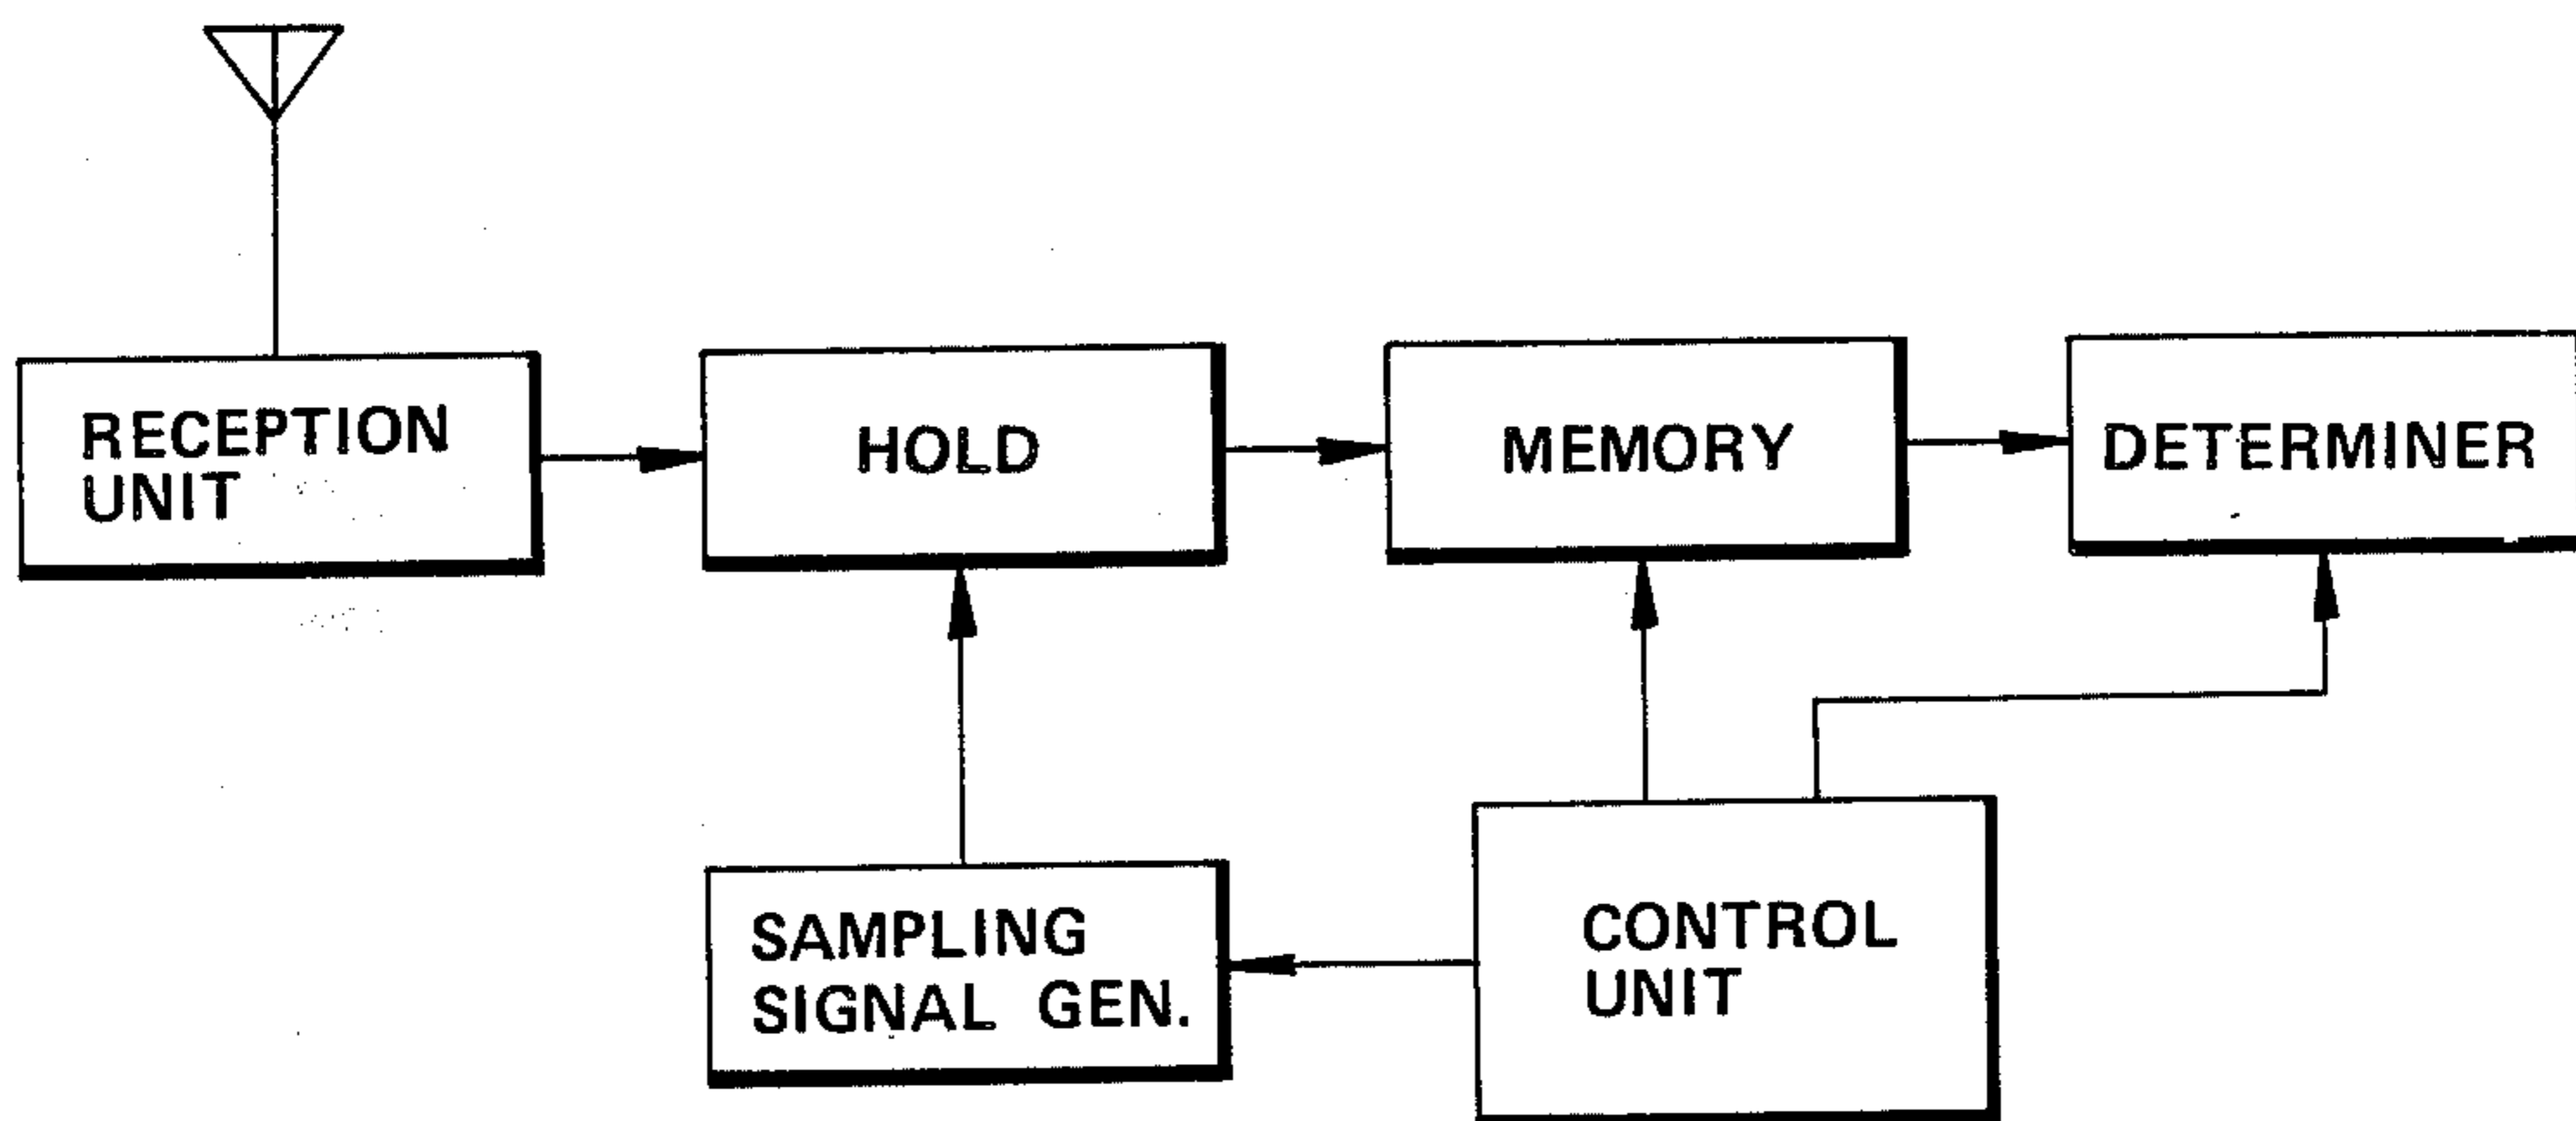 RECEPTION
UNIT
HOLD
MEMORY
DETERMINER
SAMPLING
SIGNAL GEN.
CONTROL
UNIT